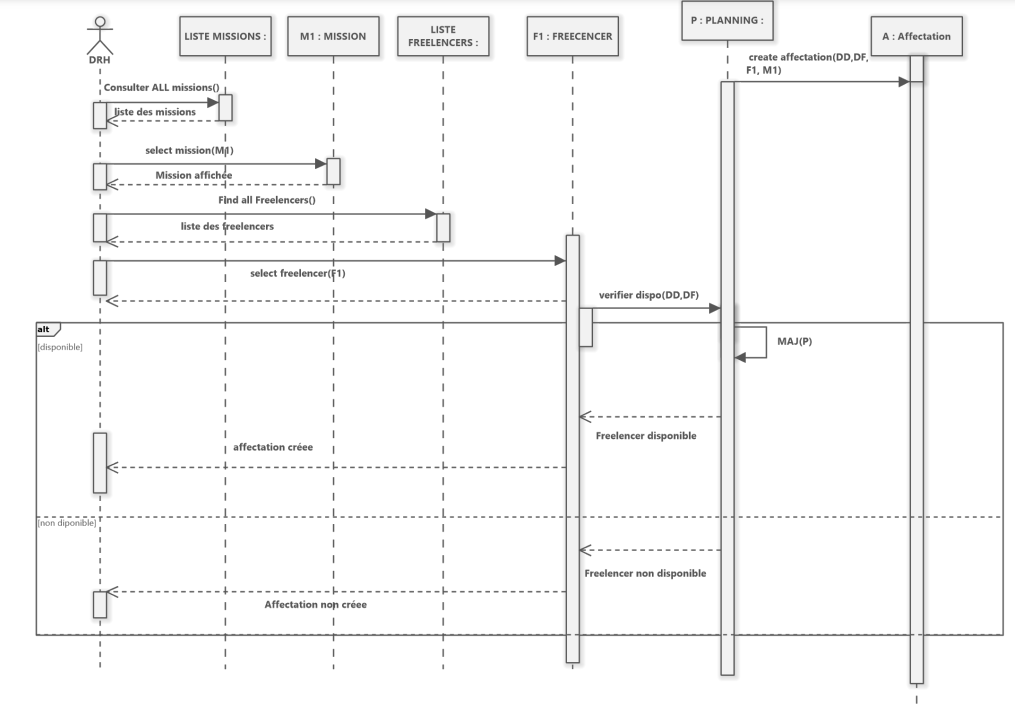 P : PLANNING :
LISTE MISSIONS :
M1 : MISSION
LISTE
FREELENCERS :
F1 : FREECENCER
A : Affectation
DRH
create affectation(DD,DF,
F1, M1)
Consulter ALL missions()
liste des missions
select mission(M1)
Mission affichée
Find all Freelencers()
liste des freelencers
select freelencer(F1)
verifier dispo(DD,DF)
alt
[disponible]
MAJ(P)
Freelencer disponible
affectation créee
[non diponible]
Freelencer non disponible
Affectation non créee